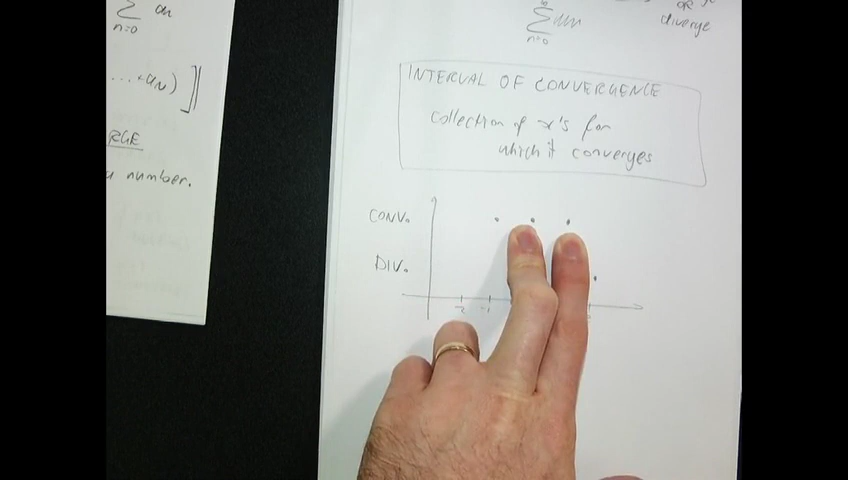 ∑ an
n=0
... + aN)]
RGE
a number.
∑ an
n=0
or
diverge
INTERVAL OF CONVERGENCE
collection of x's for
which it converges
CONV.
DIV.
-2 -1